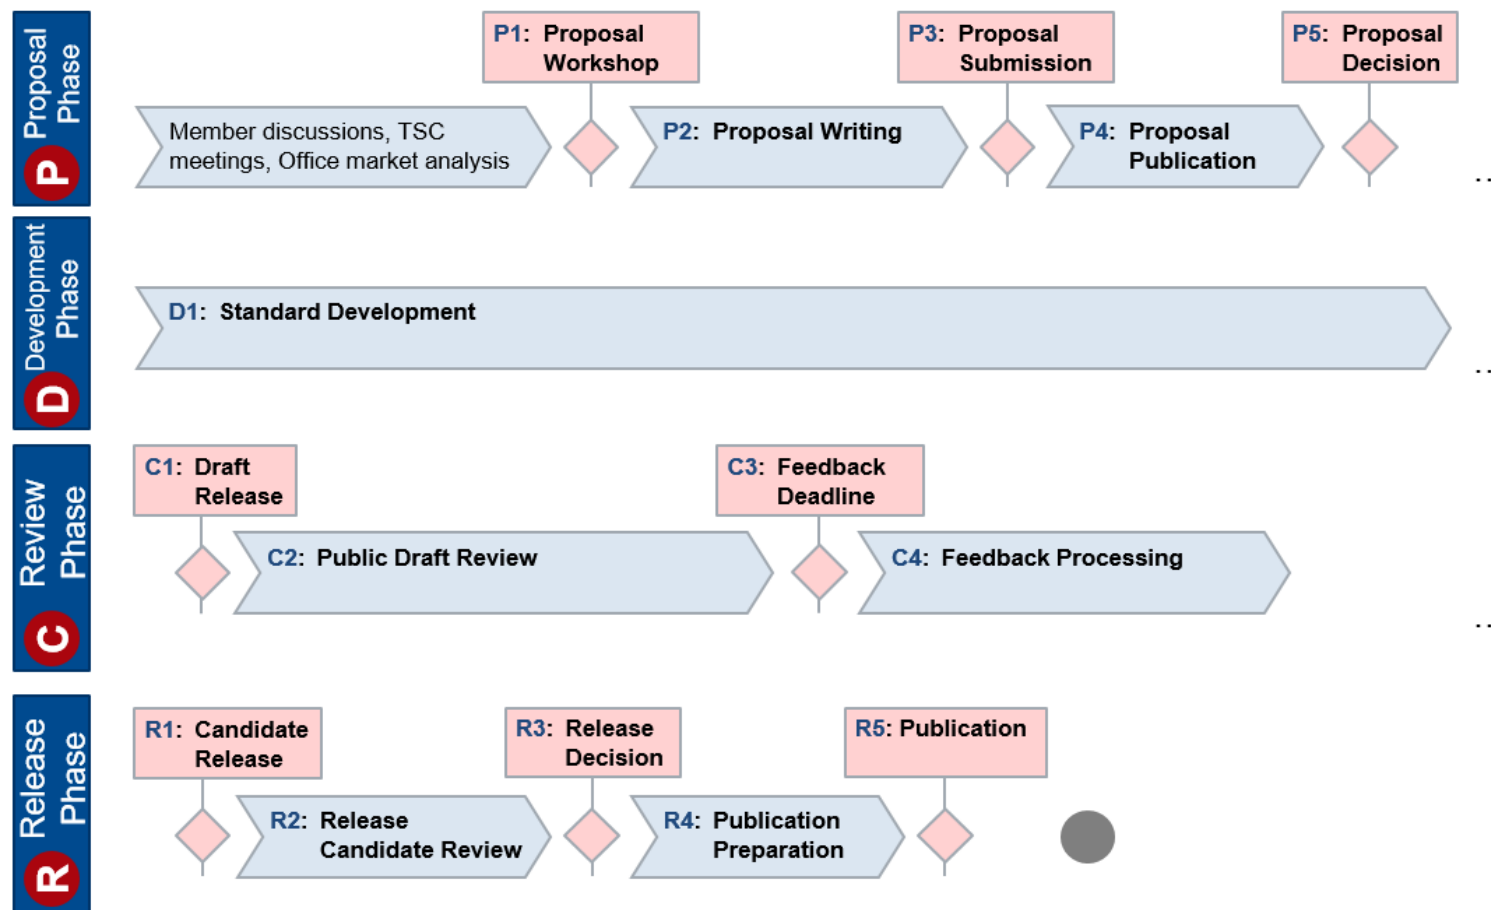 Proposal
Phase
P
P1: Proposal
Workshop
P3: Proposal
Submission
P5: Proposal
Decision
Member discussions, TSC
meetings, Office market analysis
P2: Proposal Writing
P4: Proposal
Publication
..
Development
Phase
D
D1: Standard Development
..
Review
Phase
C
C1: Draft
Release
C3: Feedback
Deadline
C2: Public Draft Review
C4: Feedback Processing
..
Release
Phase
R
R1: Candidate
Release
R3: Release
Decision
R5: Publication
R2: Release
Candidate Review
R4: Publication
Preparation